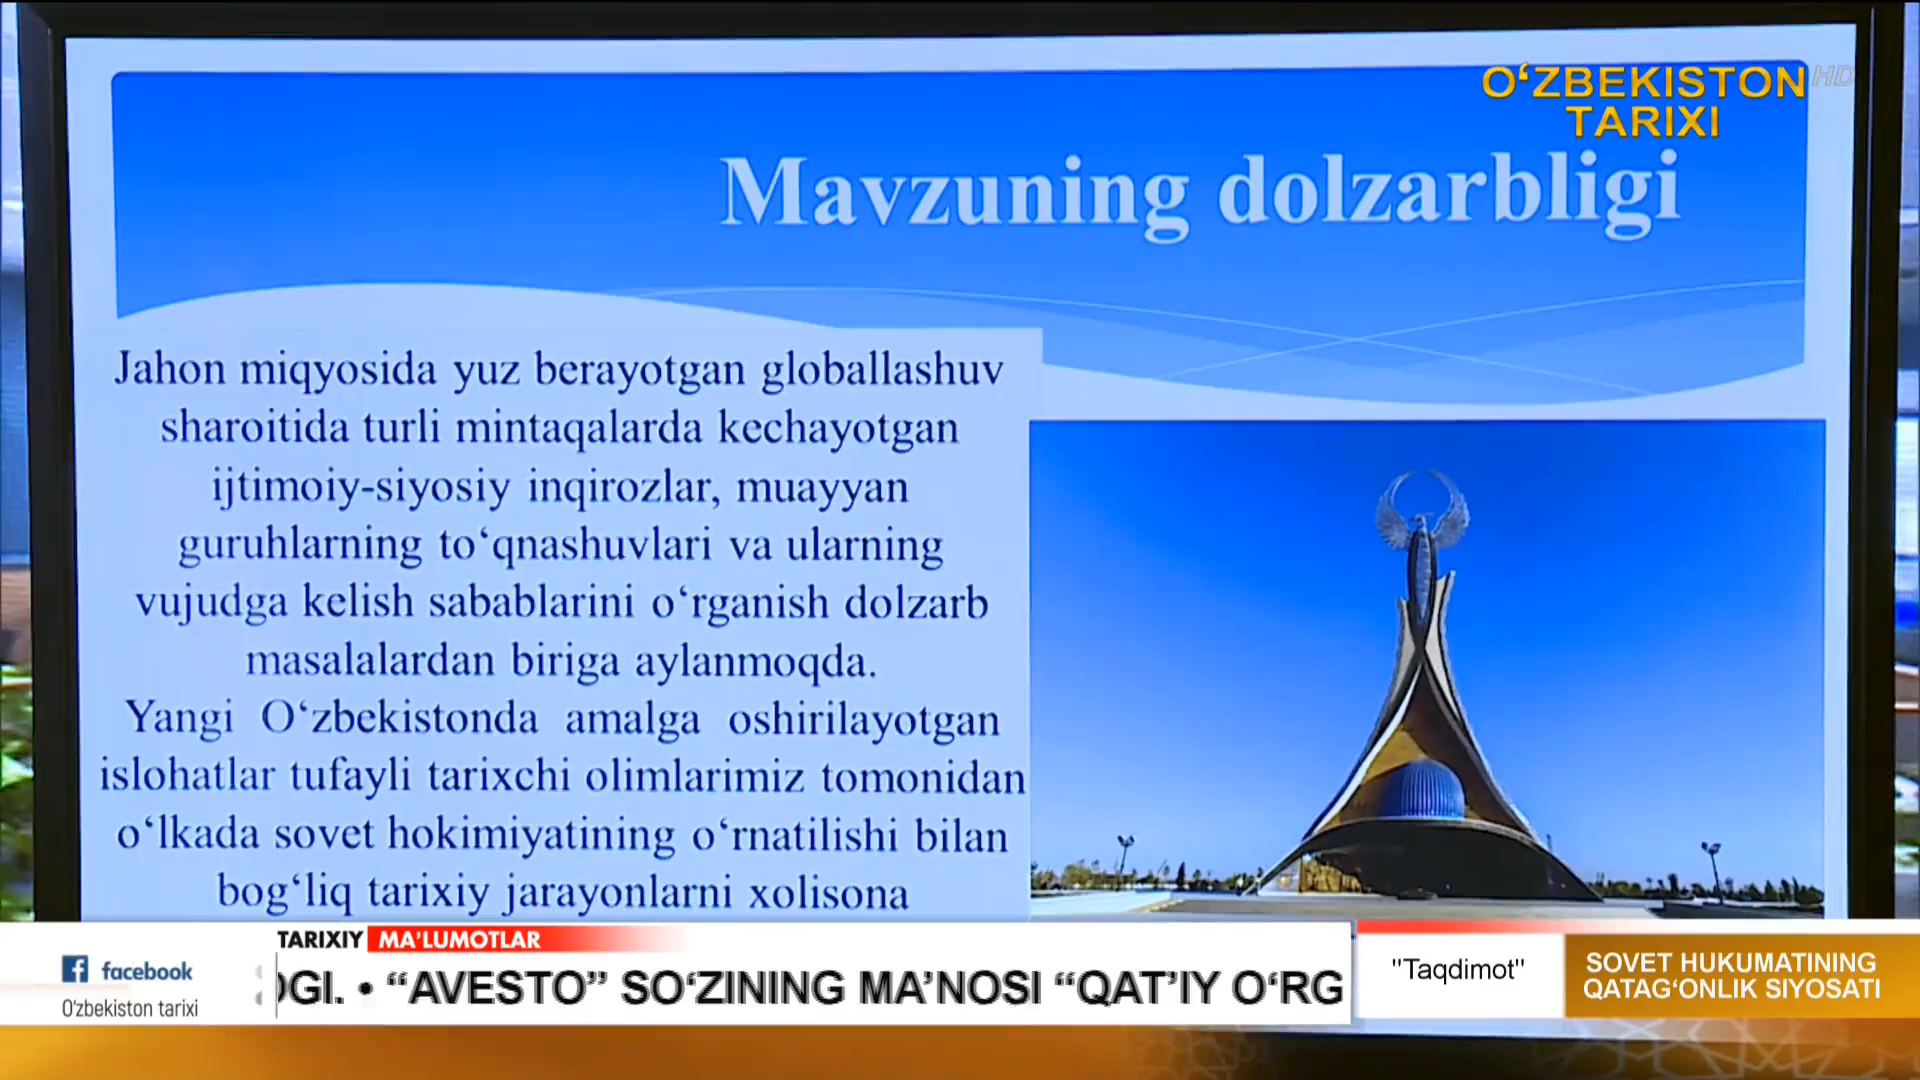 O‘ZBEKISTON HD
TARIXI
Mavzuning dolzarbligi
Jahon miqyosida yuz berayotgan globallashuv
sharoitida turli mintaqalarda kechayotgan
ijtimoiy-siyosiy inqirozlar, muayyan
guruhlarning to‘qnashuvlari va ularning
vujudga kelish sabablarini o‘rganish dolzarb
masalalardan biriga aylanmoqda.
Yangi O‘zbekistonda amalga oshirilayotgan
islohatlar tufayli tarixchi olimlarimiz tomonidan
o‘lkada sovet hokimiyatining o‘rnatilishi bilan
bog‘liq tarixiy jarayonlarni xolisona
TARIXIY MA’LUMOTLAR
facebook
O‘zbekiston tarixi
• “AVESTO” SO‘ZINING MA’NOSI “QAT’IY O‘RG
"Taqdimot"
SOVET HUKUMATINING
QATAG‘ONLIK SIYOSATI